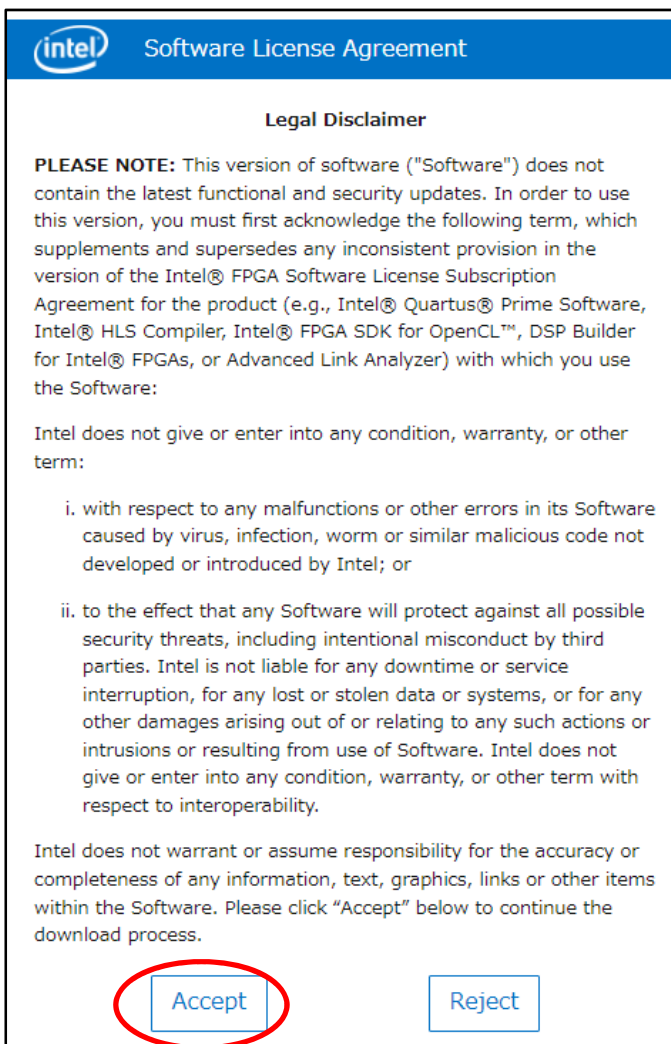 intel Software License Agreement
Legal Disclaimer
PLEASE NOTE: This version of software ("Software") does not
contain the latest functional and security updates. In order to use
this version, you must first acknowledge the following term, which
supplements and supersedes any inconsistent provision in the
version of the Intel® FPGA Software License Subscription
Agreement for the product (e.g., Intel® Quartus® Prime Software,
Intel® HLS Compiler, Intel® FPGA SDK for OpenCL™, DSP Builder
for Intel® FPGAs, or Advanced Link Analyzer) with which you use
the Software:
Intel does not give or enter into any condition, warranty, or other
term:
i. with respect to any malfunctions or other errors in its Software
caused by virus, infection, worm or similar malicious code not
developed or introduced by Intel; or
ii. to the effect that any Software will protect against all possible
security threats, including intentional misconduct by third
parties. Intel is not liable for any downtime or service
interruption, for any lost or stolen data or systems, or for any
other damages arising out of or relating to any such actions or
intrusions or resulting from use of Software. Intel does not
give or enter into any condition, warranty, or other term with
respect to interoperability.
Intel does not warrant or assume responsibility for the accuracy or
completeness of any information, text, graphics, links or other items
within the Software. Please click “Accept” below to continue the
download process.
Accept Reject